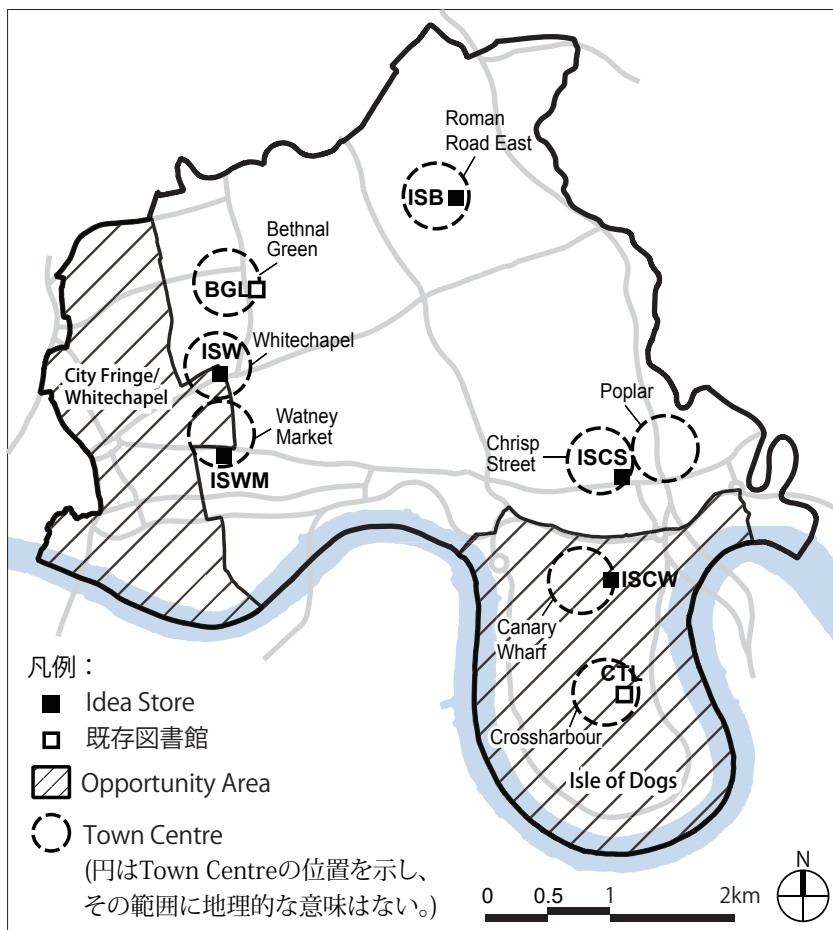 Roman
Road East
ISB
Bethnal
Green
BGL
ISW
Whitechapel
City Fringe/
Whitechapel
Watney
Market
ISWM
Poplar
Chrisp
Street
ISCS
ISCW
Canary
Wharf
CTL
Crossharbour
Isle of Dogs
凡例：
Idea Store
既存図書館
Opportunity Area
Town Centre
(円はTown Centreの位置を示し、
その範囲に地理的な意味はない。)
0 0.5 1 2km
N